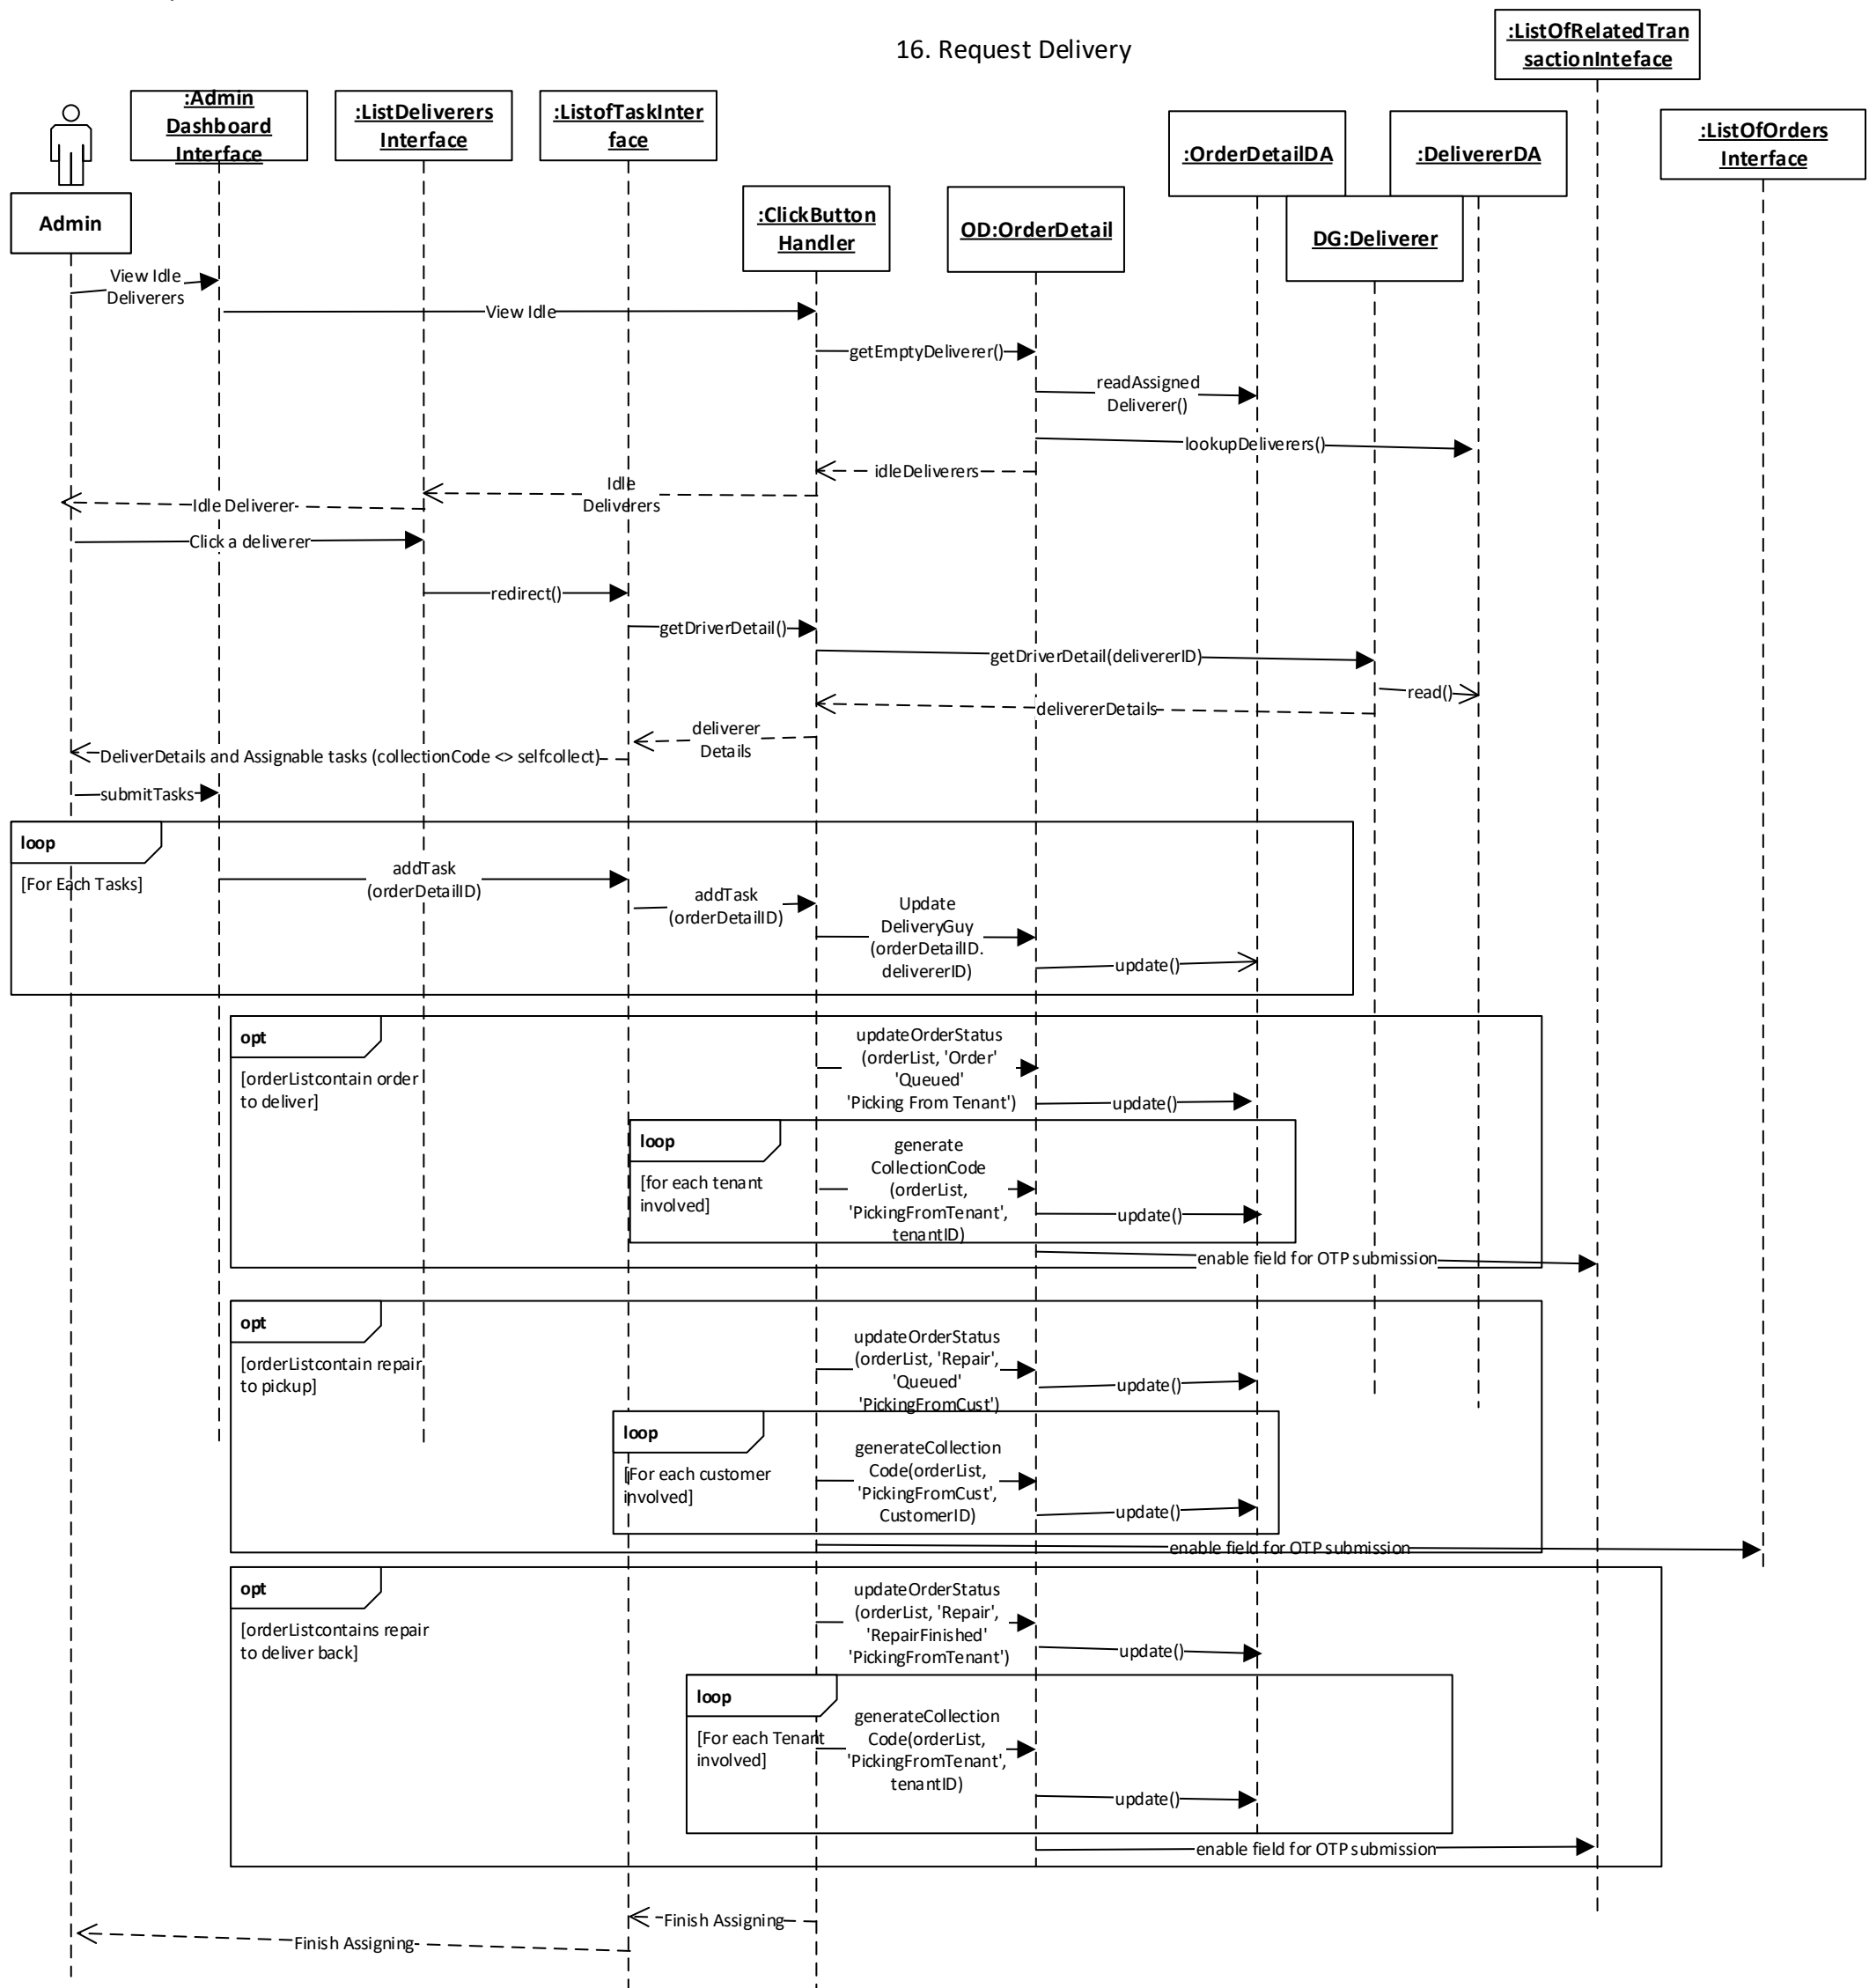 16. Request Delivery
:ListOfRelatedTran
sactionInteface
:Admin
Dashboard
Interface
:ListDeliverers
Interface
:ListofTaskInter
face
:OrderDetailDA
:DelivererDA
:ListOfOrders
Interface
Admin
:ClickButton
Handler
OD:OrderDetail
DG:Deliverer
View Idle
Deliverers
View Idle
getEmptyDeliverer()
readAssigned
Deliverer()
lookupDeliverers()
idleDeliverers
Idle
Deliverers
Idle Deliverer
Click a deliverer
redirect()
getDriverDetail()
getDriverDetail(delivererID)
read()
delivererDetails
deliverer
Details
DeliverDetails and Assignable tasks (collectionCode <> selfcollect)
submitTasks
loop
[For Each Tasks]
addTask
(orderDetailID)
addTask
(orderDetailID)
Update
DeliveryGuy
(orderDetailID.
delivererID)
update()
opt
[orderListcontain order
to deliver]
updateOrderStatus
(orderList, 'Order'
'Queued'
'Picking From Tenant')
update()
loop
[for each tenant
involved]
generate
CollectionCode
(orderList,
'PickingFromTenant',
tenantID)
update()
enable field for OTP submission
opt
[orderListcontain repair
to pickup]
updateOrderStatus
(orderList, 'Repair',
'Queued'
'PickingFromCust')
update()
loop
[For each customer
involved]
generateCollection
Code(orderList,
'PickingFromCust',
CustomerID)
update()
enable field for OTP submission
opt
[orderListcontains repair
to deliver back]
updateOrderStatus
(orderList, 'Repair',
'RepairFinished'
'PickingFromTenant')
update()
loop
[For each Tenant
involved]
generateCollection
Code(orderList,
'PickingFromTenant',
tenantID)
update()
enable field for OTP submission
Finish Assigning
Finish Assigning